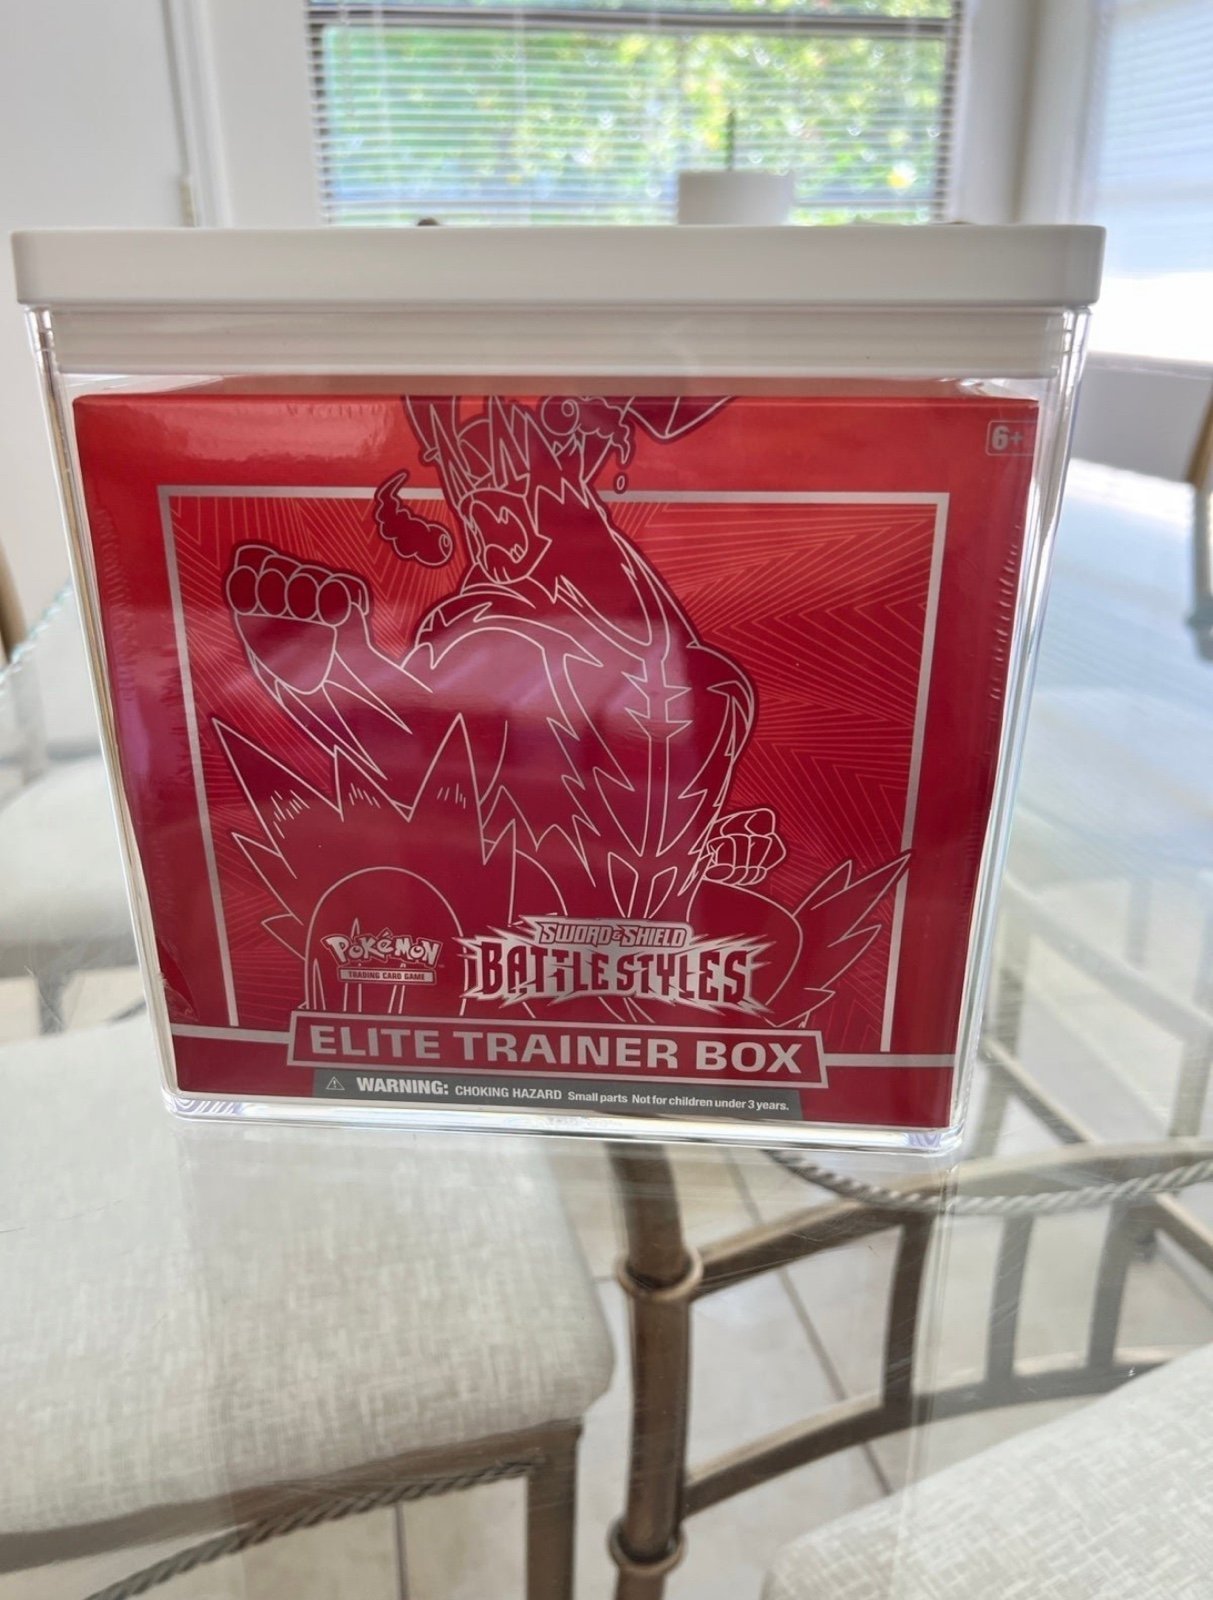 6+
POKéMON
TRADING CARD GAME
SWORD & SHIELD
BATTLE STYLES
ELITE TRAINER BOX
WARNING: CHOKING HAZARD Small parts Not for children under 3 years.